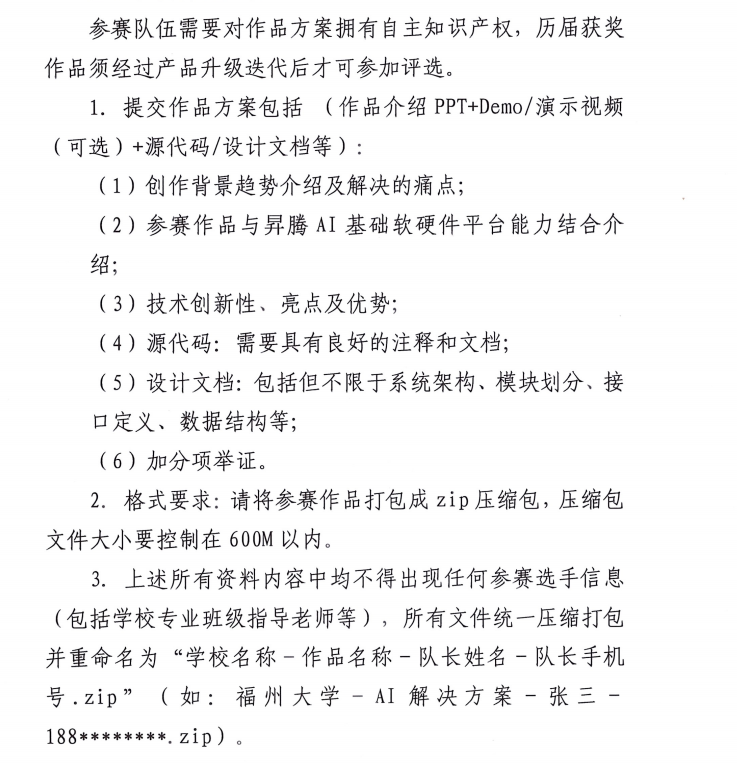 参赛队伍需要对作品方案拥有自主知识产权，历届获奖
作品须经过产品升级迭代后才可参加评选。
1. 提交作品方案包括 （作品介绍 PPT+Demo/演示视频
（可选）+源代码/设计文档等）：
（1）创作背景趋势介绍及解决的痛点；
（2）参赛作品与昇腾 AI 基础软硬件平台能力结合介
绍；
（3）技术创新性、亮点及优势；
（4）源代码：需要具有良好的注释和文档；
（5）设计文档：包括但不限于系统架构、模块划分、接
口定义、数据结构等；
（6）加分项举证。
2. 格式要求：请将参赛作品打包成 zip 压缩包，压缩包
文件大小要控制在 600M 以内。
3. 上述所有资料内容中均不得出现任何参赛选手信息
（包括学校专业班级指导老师等），所有文件统一压缩打包
并重命名为 “学校名称－作品名称－队长姓名－队长手机
号.zip” （如： 福州大学－AI 解决方案－张三－
188********.zip）。